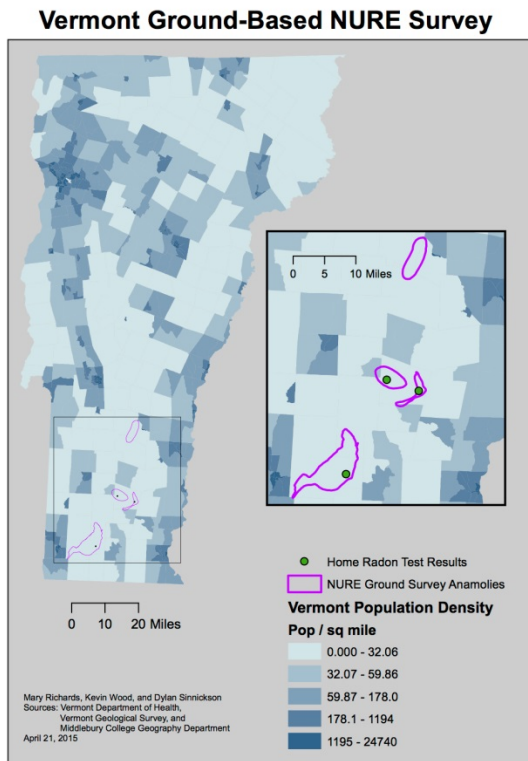 Vermont Ground-Based NURE Survey
0 5 10 Miles
Home Radon Test Results
NURE Ground Survey Anamolies
0 10 20 Miles
Vermont Population Density
Pop / sq mile
0.000 - 32.06
32.07 - 59.86
59.87 - 178.0
178.1 - 1194
1195 - 24740
Mary Richards, Kevin Wood, and Dylan Sinnickson
Sources: Vermont Department of Health,
Vermont Geological Survey, and
Middlebury College Geography Department
April 21, 2015